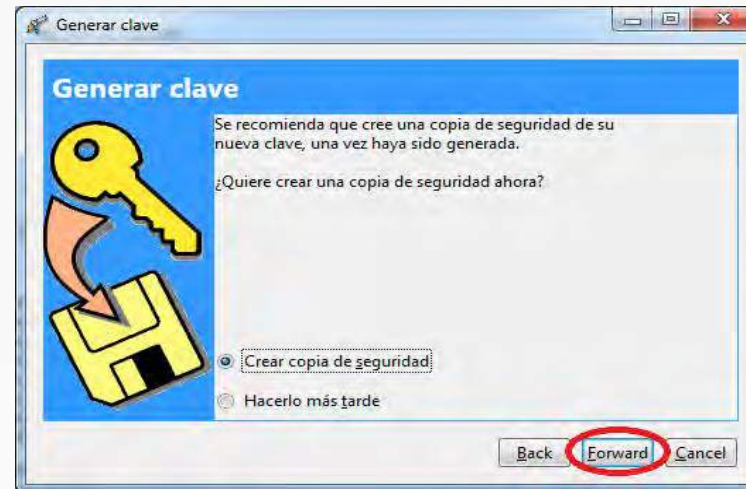 Generar clave
Generar clave
Se recomienda que cree una copia de seguridad de su
nueva clave, una vez haya sido generada.
¿Quiere crear una copia de seguridad ahora?
Crear copia de seguridad
Hacerlo más tarde
Back Forward Cancel